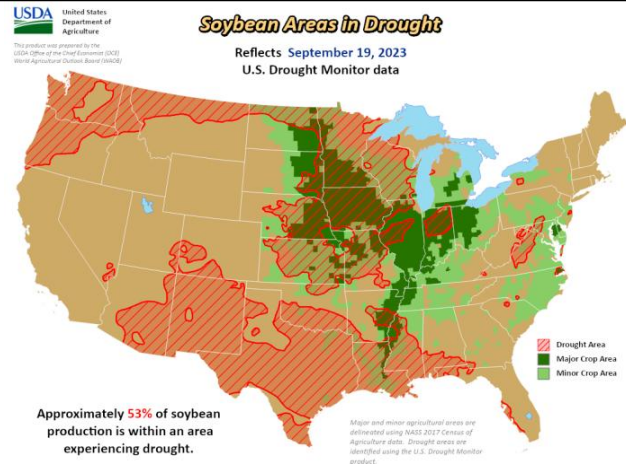 USDA
United States
Department of
Agriculture
This product was prepared by the
USDA Office of the Chief Economist (OCE)
World Agricultural Outlook Board (WAOB)
Soybean Areas in Drought
Reflects September 19, 2023
U.S. Drought Monitor data
Drought Area
Major Crop Area
Minor Crop Area
Approximately 53% of soybean
production is within an area
experiencing drought.
Major and minor agricultural areas are
delineated using NASS 2017 Census of
Agriculture data. Drought areas are
identified using the U.S. Drought Monitor
product.